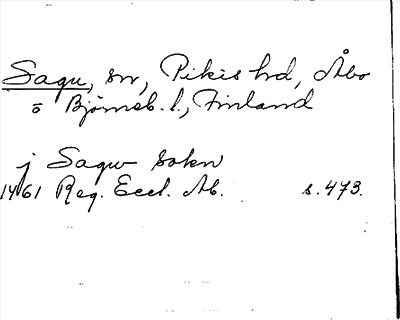 Sagu, sn, Pikis hd, Åbo
o Björneb. l, Finland
j Sagw sokn
1461 Reg. Eccl. Ab. s. 473.